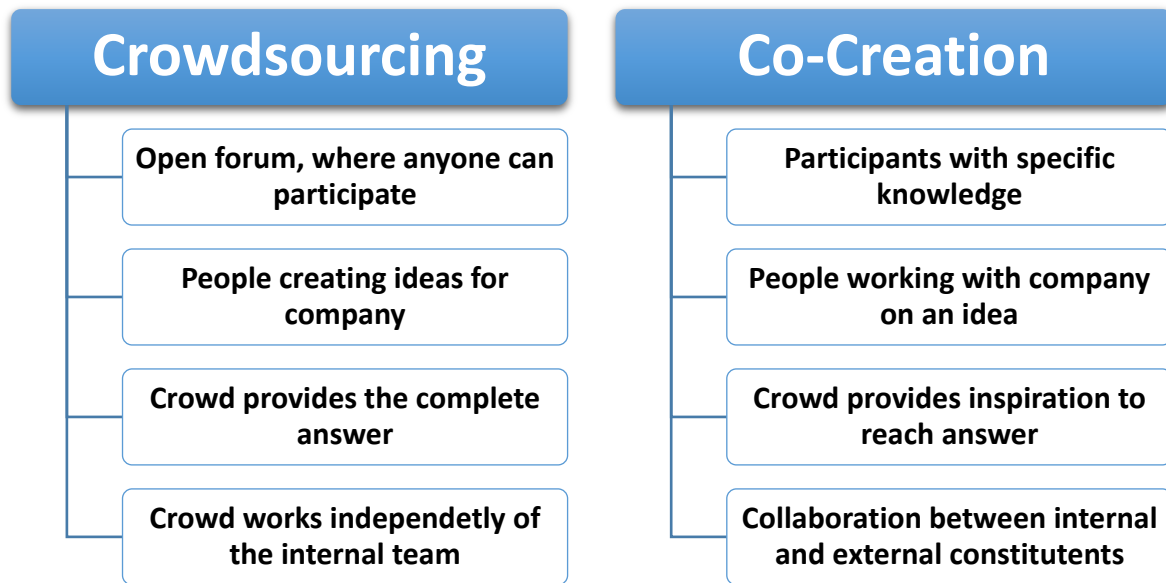 Crowdsourcing
Open forum, where anyone can
participate
People creating ideas for
company
Crowd provides the complete
answer
Crowd works independetly of
the internal team
Co-Creation
Participants with specific
knowledge
People working with company
on an idea
Crowd provides inspiration to
reach answer
Collaboration between internal
and external constitutents